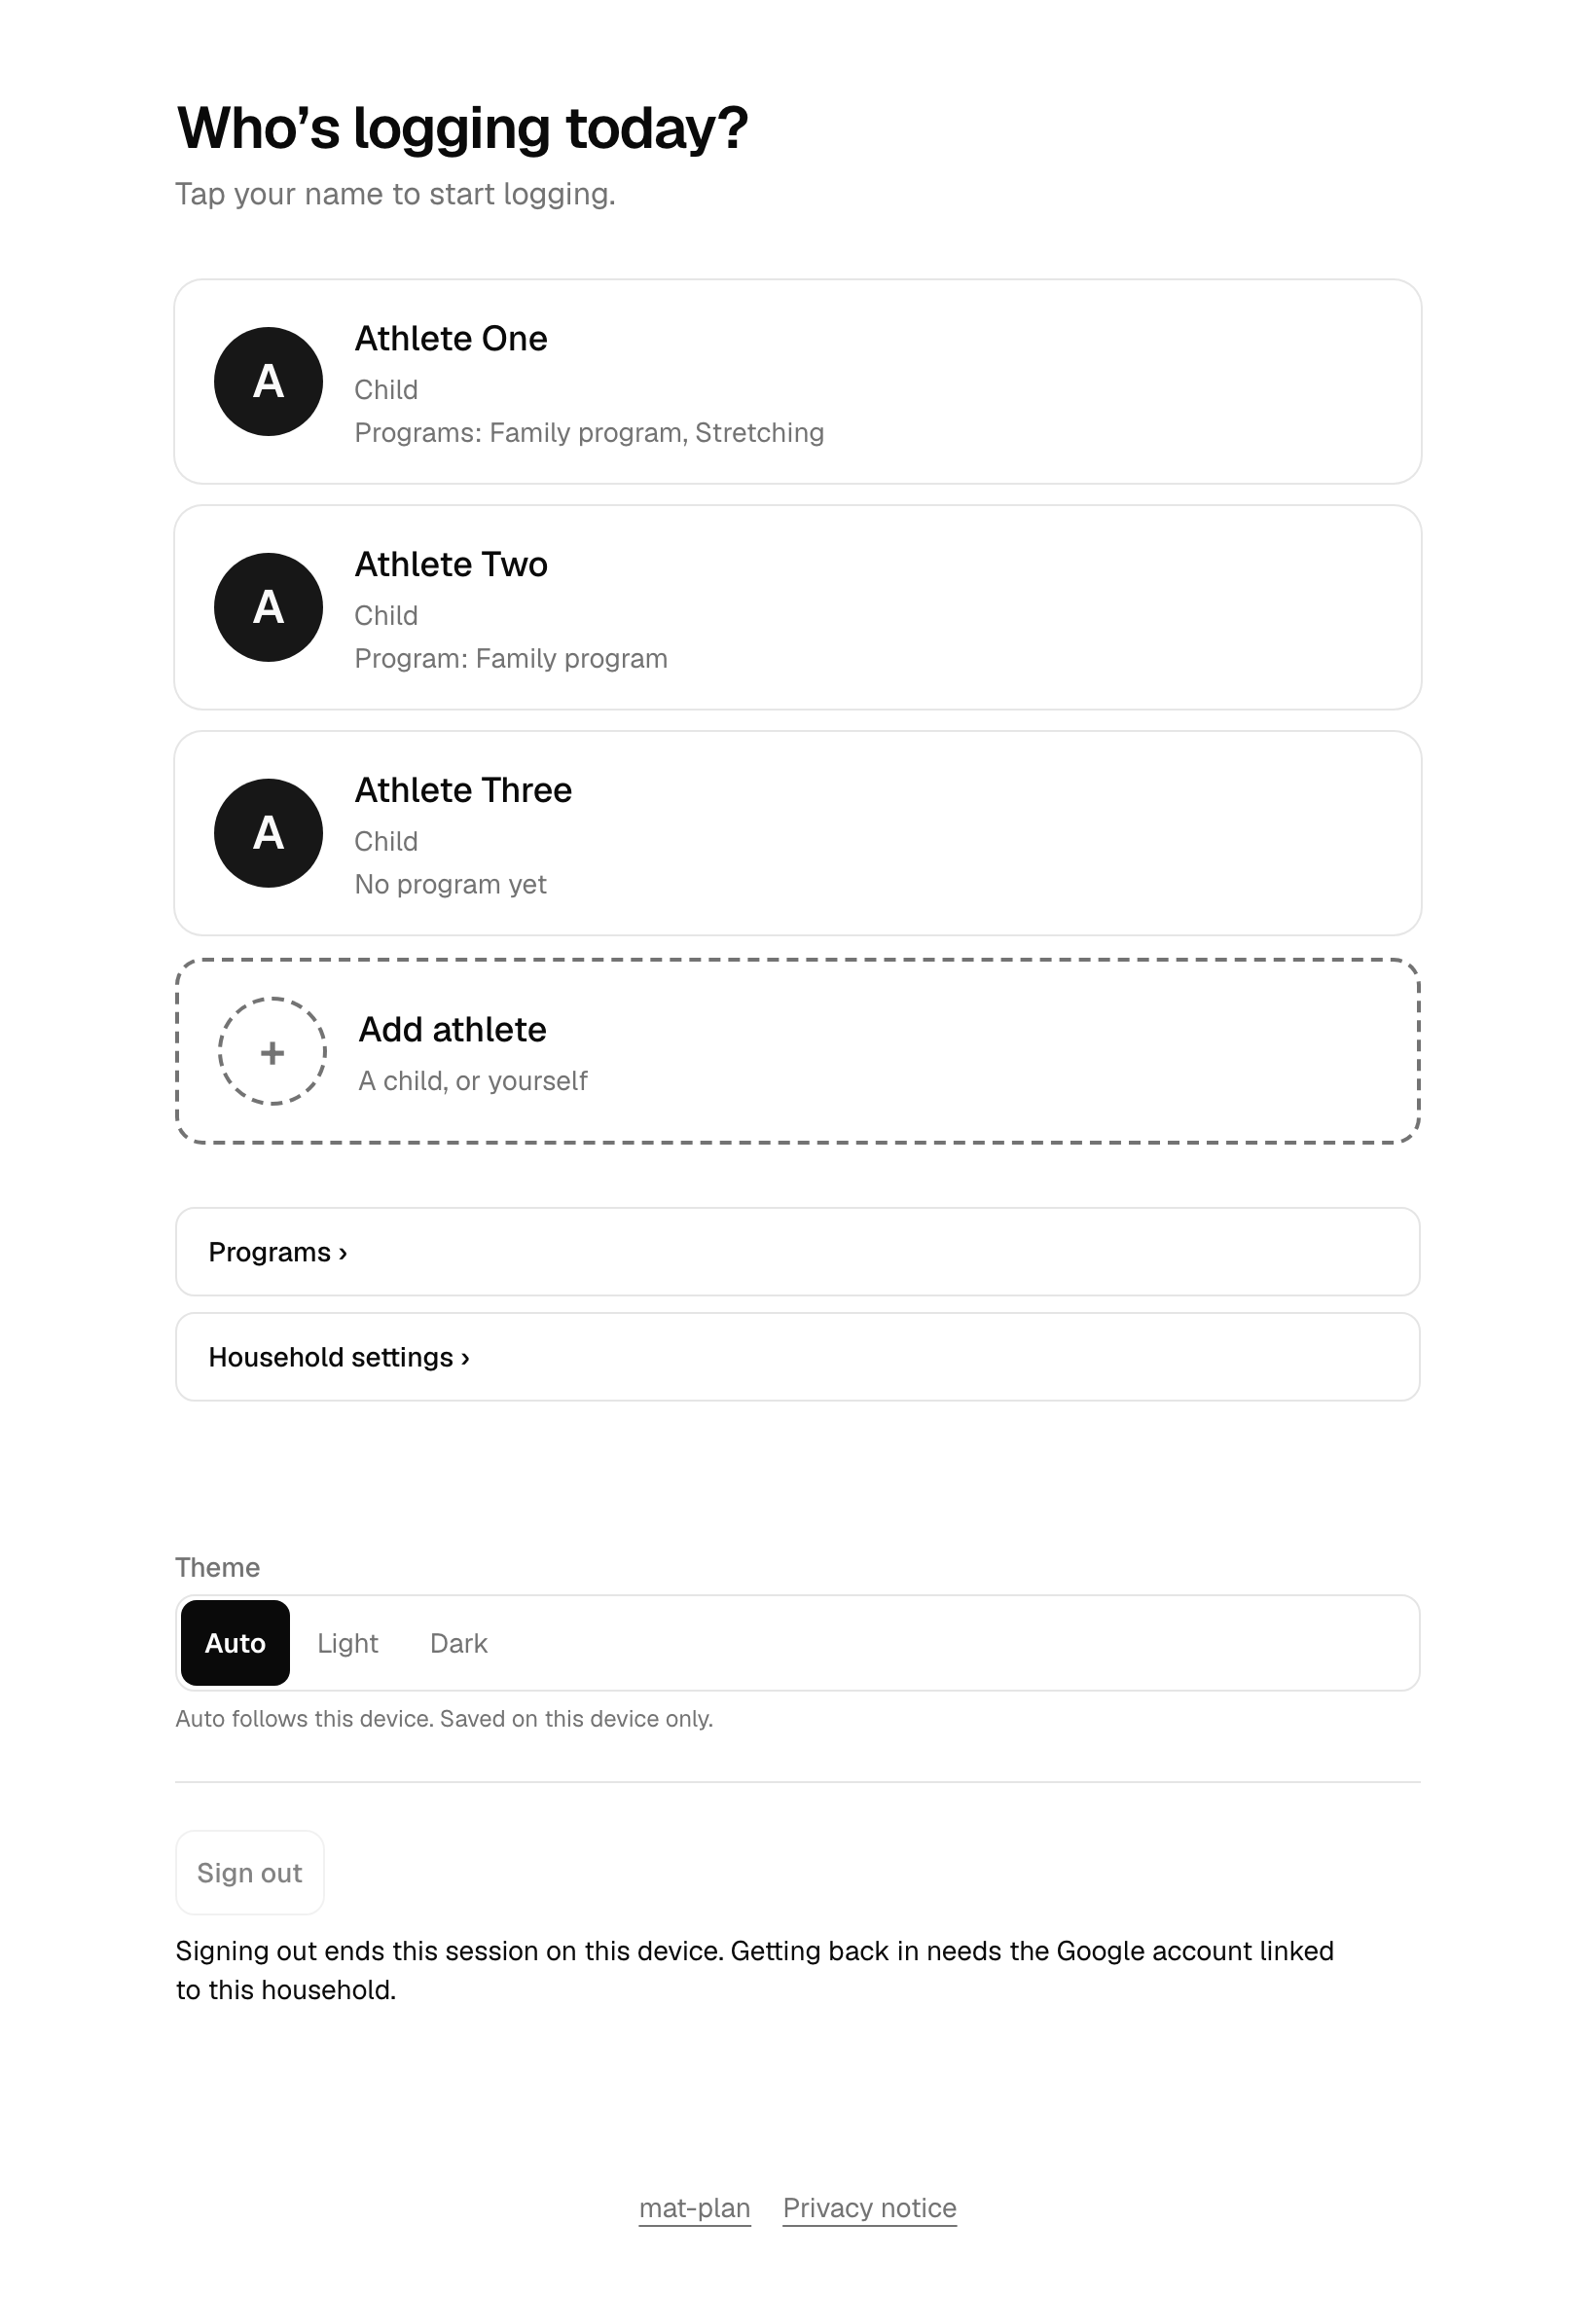 Who’s logging today?
Tap your name to start logging.
A
Athlete One
Child
Programs: Family program, Stretching
A
Athlete Two
Child
Program: Family program
A
Athlete Three
Child
No program yet
+
Add athlete
A child, or yourself
Programs ›
Household settings ›
Theme
Auto Light Dark
Auto follows this device. Saved on this device only.
Sign out
Signing out ends this session on this device. Getting back in needs the Google account linked
to this household.
mat-plan Privacy notice